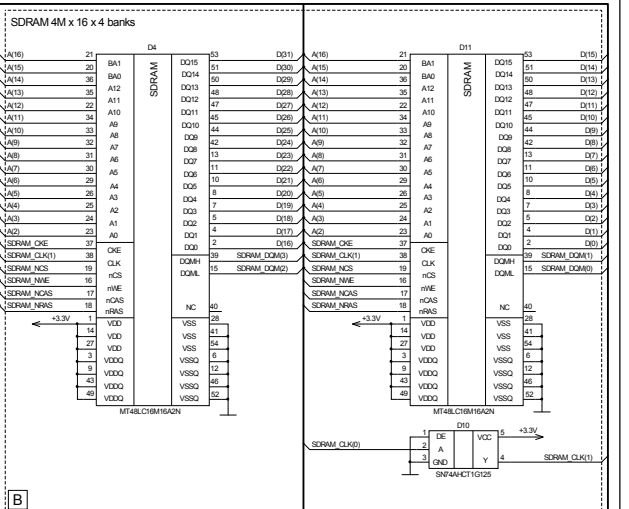 SDRAM 4M x 16 x 4 banks
D4
SDRAM
A(16) 21 BA1 DQ15 53 D(31)
A(15) 20 BA0 DQ14 51 D(30)
A(14) 36 A12 DQ13 50 D(29)
A(13) 35 A11 DQ12 48 D(28)
A(12) 22 A10 DQ11 47 D(27)
A(11) 34 A9 DQ10 45 D(26)
A(10) 33 A8 DQ9 44 D(25)
A(9) 32 A7 DQ8 42 D(24)
A(8) 31 A6 DQ7 13 D(23)
A(7) 30 A5 DQ6 11 D(22)
A(6) 29 A4 DQ5 10 D(21)
A(5) 26 A3 DQ4 8 D(20)
A(4) 25 A2 DQ3 7 D(19)
A(3) 24 A1 DQ2 5 D(18)
A(2) 23 A0 DQ1 4 D(17)
SDRAM_CKE 37 CKE DQ0 2 D(16)
SDRAM_CLK(1) 38 CLK DQMH 39 SDRAM_DQM(3)
SDRAM_NCS 19 nCS DQML 15 SDRAM_DQM(2)
SDRAM_NWE 16 nWE
SDRAM_NCAS 17 nCAS
SDRAM_NRAS 18 nRAS NC 40
+3.3V 1 VDD VSS 28
14 VDD VSS 41
27 VDD VSS 54
3 VDDQ VSSQ 6
9 VDDQ VSSQ 12
43 VDDQ VSSQ 46
49 VDDQ VSSQ 52
MT48LC16M16A2N
D11
SDRAM
A(16) 21 BA1 DQ15 53 D(15)
A(15) 20 BA0 DQ14 51 D(14)
A(14) 36 A12 DQ13 50 D(13)
A(13) 35 A11 DQ12 48 D(12)
A(12) 22 A10 DQ11 47 D(11)
A(11) 34 A9 DQ10 45 D(10)
A(10) 33 A8 DQ9 44 D(9)
A(9) 32 A7 DQ8 42 D(8)
A(8) 31 A6 DQ7 13 D(7)
A(7) 30 A5 DQ6 11 D(6)
A(6) 29 A4 DQ5 10 D(5)
A(5) 26 A3 DQ4 8 D(4)
A(4) 25 A2 DQ3 7 D(3)
A(3) 24 A1 DQ2 5 D(2)
A(2) 23 A0 DQ1 4 D(1)
SDRAM_CKE 37 CKE DQ0 2 D(0)
SDRAM_CLK(1) 38 CLK DQMH 39 SDRAM_DQM(1)
SDRAM_NCS 19 nCS DQML 15 SDRAM_DQM(0)
SDRAM_NWE 16 nWE
SDRAM_NCAS 17 nCAS
SDRAM_NRAS 18 nRAS NC 40
+3.3V 1 VDD VSS 28
14 VDD VSS 41
27 VDD VSS 54
3 VDDQ VSSQ 6
9 VDDQ VSSQ 12
43 VDDQ VSSQ 46
49 VDDQ VSSQ 52
MT48LC16M16A2N
D10
1 DE VCC 5 +3.3V
SDRAM_CLK(0) 2 A
3 GND Y 4 SDRAM_CLK(1)
SN74AHCT1G125
B